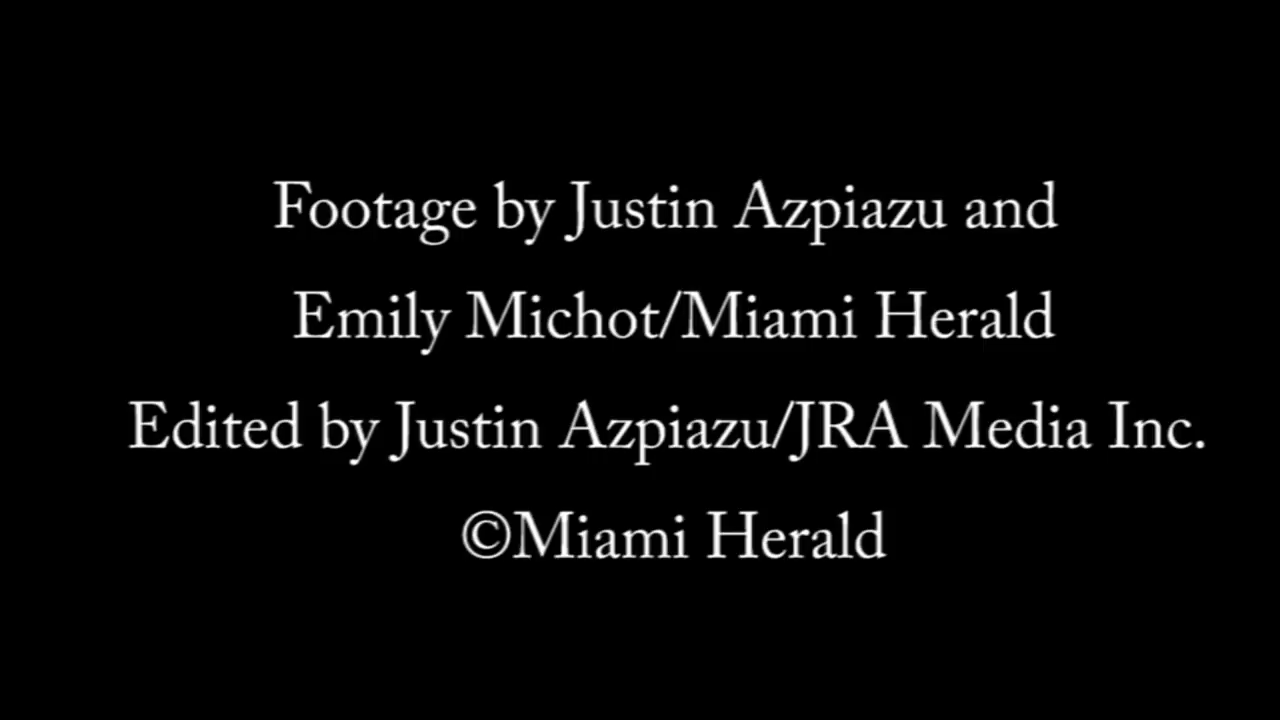 Footage by Justin Azpiazu and
Emily Michot/Miami Herald
Edited by Justin Azpiazu/JRA Media Inc.
©Miami Herald